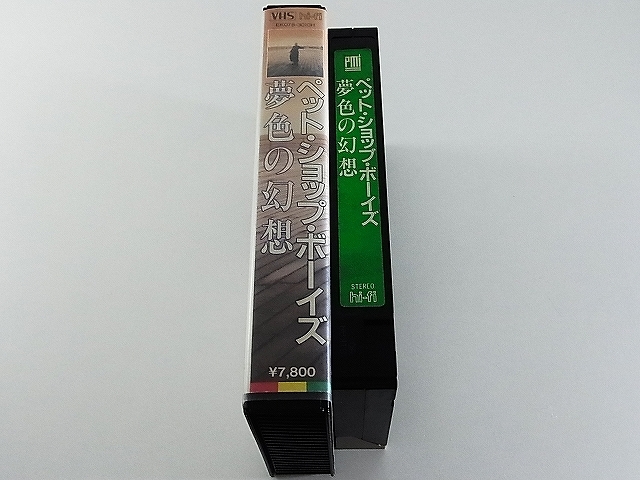 VHS hi-fi
ペット・ショップ・ボーイズ
夢色の幻想
¥7,800
PMI
ペット・ショップ・ボーイズ
夢色の幻想
STEREO
hi-fi